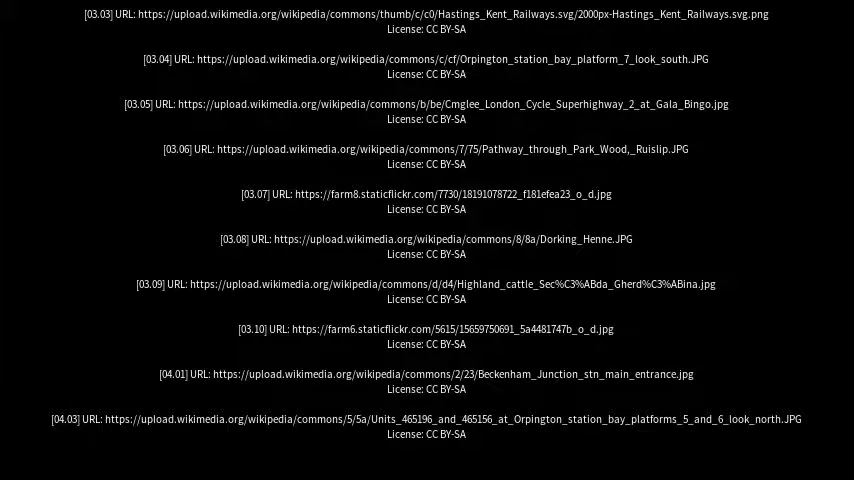 [03.03] URL: https://upload.wikimedia.org/wikipedia/commons/thumb/c/c0/Hastings_Kent_Railways.svg/2000px-Hastings_Kent_Railways.svg.png
License: CC BY-SA
[03.04] URL: https://upload.wikimedia.org/wikipedia/commons/c/cf/Orpington_station_bay_platform_7_look_south.JPG
License: CC BY-SA
[03.05] URL: https://upload.wikimedia.org/wikipedia/commons/b/be/Cmglee_London_Cycle_Superhighway_2_at_Gala_Bingo.jpg
License: CC BY-SA
[03.06] URL: https://upload.wikimedia.org/wikipedia/commons/7/75/Pathway_through_Park_Wood,_Ruislip.JPG
License: CC BY-SA
[03.07] URL: https://farm8.staticflickr.com/7730/18191078722_f181efea23_o_d.jpg
License: CC BY-SA
[03.08] URL: https://upload.wikimedia.org/wikipedia/commons/8/8a/Dorking_Henne.JPG
License: CC BY-SA
[03.09] URL: https://upload.wikimedia.org/wikipedia/commons/d/d4/Highland_cattle_Sec%C3%ABda_Gherd%C3%ABina.jpg
License: CC BY-SA
[03.10] URL: https://farm6.staticflickr.com/5615/15659750691_5a4481747b_o_d.jpg
License: CC BY-SA
[04.01] URL: https://upload.wikimedia.org/wikipedia/commons/2/23/Beckenham_Junction_stn_main_entrance.jpg
License: CC BY-SA
[04.03] URL: https://upload.wikimedia.org/wikipedia/commons/5/5a/Units_465196_and_465156_at_Orpington_station_bay_platforms_5_and_6_look_north.JPG
License: CC BY-SA